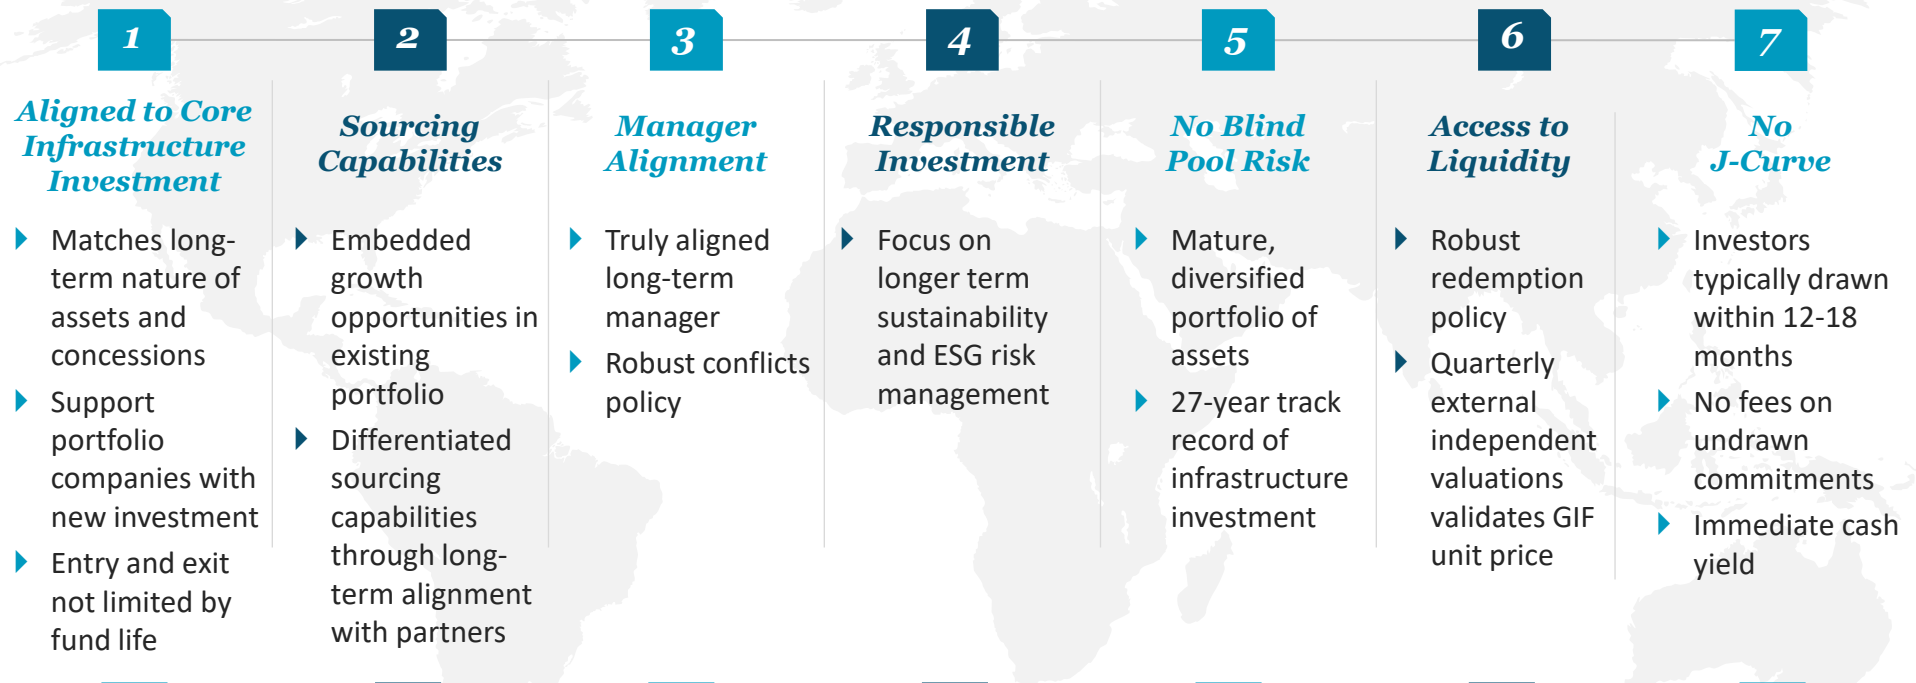 1
Aligned to Core
Infrastructure
Investment
Matches long-
term nature of
assets and
concessions
Support
portfolio
companies with
new investment
Entry and exit
not limited by
fund life
2
Sourcing
Capabilities
Embedded
growth
opportunities in
existing
portfolio
Differentiated
sourcing
capabilities
through long-
term alignment
with partners
3
Manager
Alignment
Truly aligned
long-term
manager
Robust conflicts
policy
4
Responsible
Investment
Focus on
longer term
sustainability
and ESG risk
management
5
No Blind
Pool Risk
Mature,
diversified
portfolio of
assets
27-year track
record of
infrastructure
investment
6
Access to
Liquidity
Robust
redemption
policy
Quarterly
external
independent
valuations
validates GIF
unit price
7
No
J-Curve
Investors
typically drawn
within 12-18
months
No fees on
undrawn
commitments
Immediate cash
yield